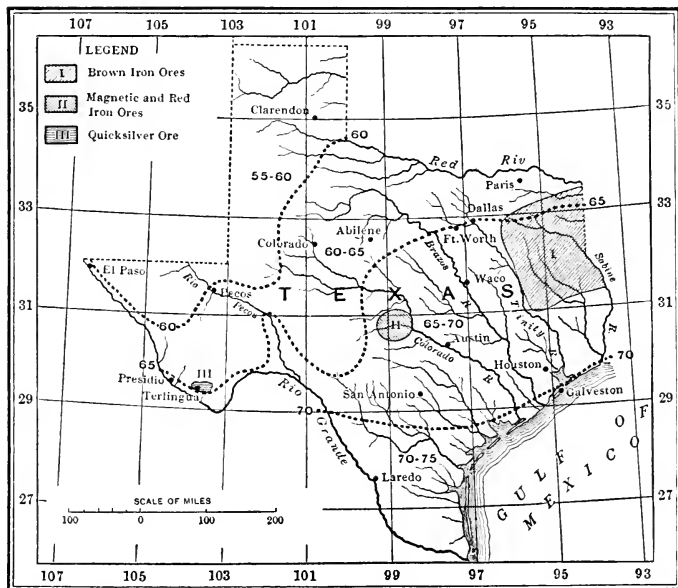 107 105 103 101 99 97 95 93
LEGEND
I Brown Iron Ores
II Magnetic and Red
Iron Ores
III Quicksilver Ore
35 35
Clarendon
60
55-60
Red Riv
Paris
33 33
Dallas
65
Abilene
Colorado
60-65
Ft. Worth
Brazos R.
I
Sabine R.
El Paso
Rio Pecos
Pecos
Waco
TEXAS
31 31
60
II
65-70
Trinity R.
Austin
Colorado R.
65
III
Presidio
Terlingua
Houston
70
29 29
Rio Grande
San Antonio
Galveston
70
70-75
GULF OF
MEXICO
27 27
Laredo
SCALE OF MILES
100 0 100 200
107 105 103 101 99 97 95 93